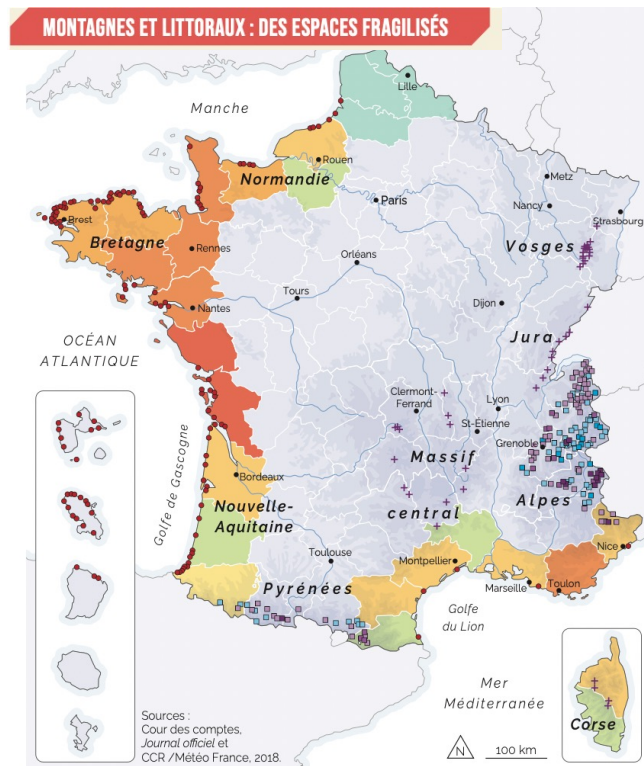 MONTAGNES ET LITTORAUX : DES ESPACES FRAGILISÉS
Lille
Manche
Rouen
Normandie
Metz
Paris
Nancy
Strasbourg
Brest
Bretagne
Rennes
Vosges
Orléans
Tours
Dijon
Nantes
OCÉAN
ATLANTIQUE
Jura
Clermont-
Ferrand
Lyon
St-Étienne
Grenoble
Massif
central
Alpes
Golfe de Gascogne
Bordeaux
Nouvelle-
Aquitaine
Toulouse
Montpellier
Nice
Marseille
Toulon
Pyrénées
Golfe
du Lion
Mer
Méditerranée
Corse
Sources :
Cour des comptes,
Journal officiel et
CCR /Météo France, 2018.
N
100 km